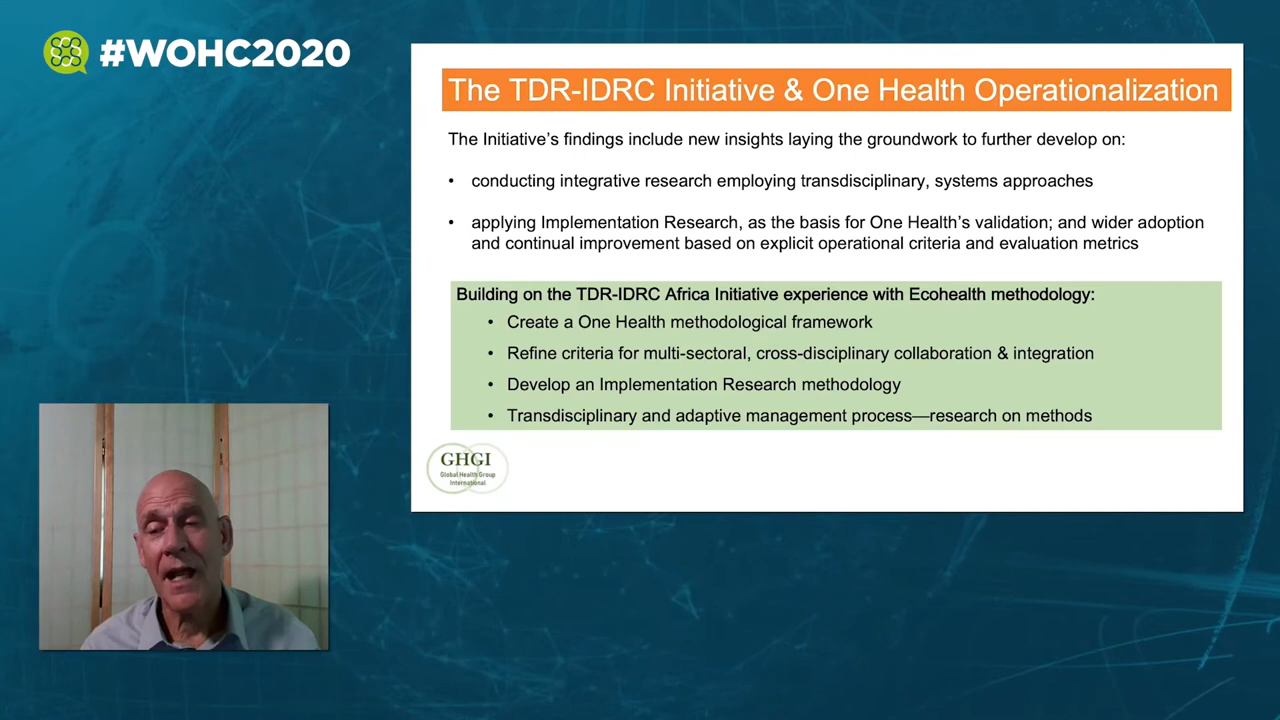 #WOHC2020
The TDR-IDRC Initiative & One Health Operationalization
The Initiative's findings include new insights laying the groundwork to further develop on:
• conducting integrative research employing transdisciplinary, systems approaches
• applying Implementation Research, as the basis for One Health's validation; and wider adoption
and continual improvement based on explicit operational criteria and evaluation metrics
Building on the TDR-IDRC Africa Initiative experience with Ecohealth methodology:
• Create a One Health methodological framework
• Refine criteria for multi-sectoral, cross-disciplinary collaboration & integration
• Develop an Implementation Research methodology
• Transdisciplinary and adaptive management process—research on methods
GHGI
Global Health Group
International